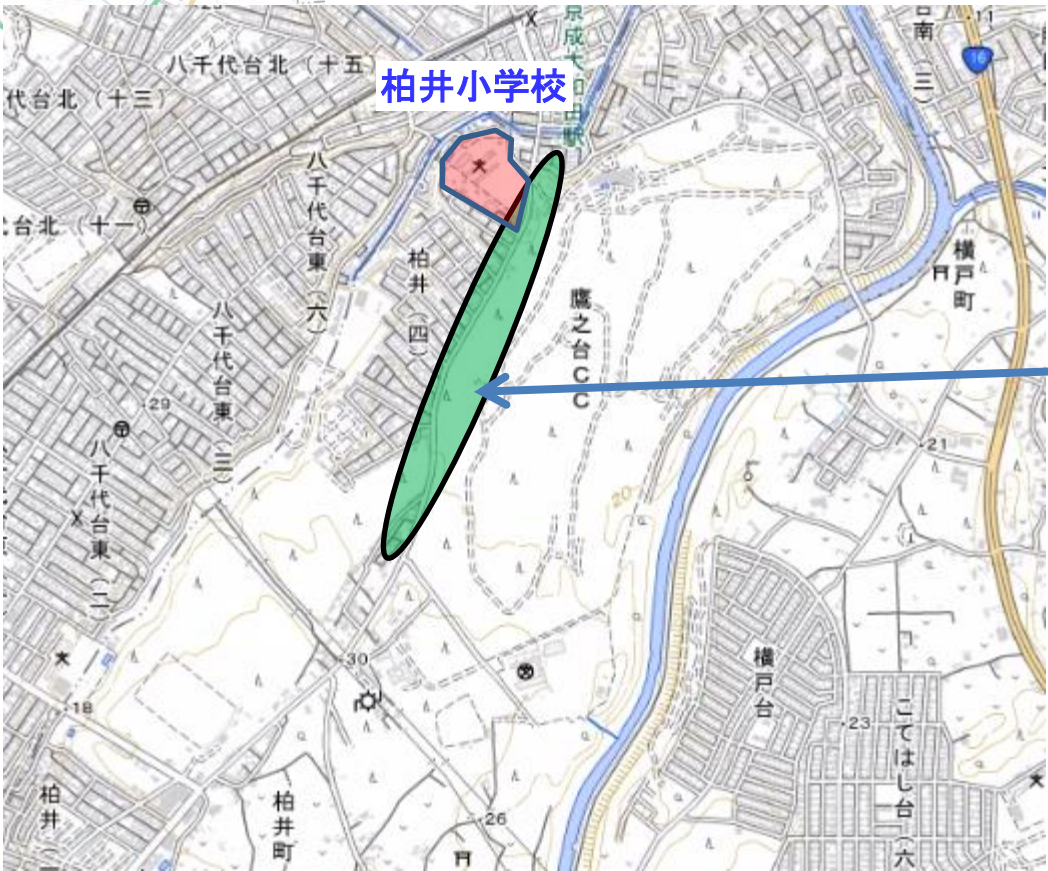 八千代台北(十五)
柏井小学校
京成大和田駅
代台北(十三)
台南(三)
11
16
八千代台東(六)
台北(十一)
柏井(四)
横戸町
鷹之台CC
八千代台東(三)
29
21
20
八千代台東(二)
30
横戸台
18
23
こてはし台(六
柏井
柏井町
26